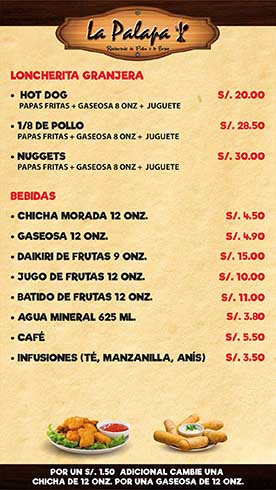 La Palapa
Restaurante de Pollos a la Brasa
LONCHERITA GRANJERA
• HOT DOG S/. 20.00
PAPAS FRITAS + GASEOSA 8 ONZ + JUGUETE
• 1/8 DE POLLO S/. 28.50
PAPAS FRITAS + GASEOSA 8 ONZ + JUGUETE
• NUGGETS S/. 30.00
PAPAS FRITAS + GASEOSA 8 ONZ + JUGUETE
BEBIDAS
• CHICHA MORADA 12 ONZ. S/. 4.50
• GASEOSA 12 ONZ. S/. 4.90
• DAIKIRI DE FRUTAS 9 ONZ. S/. 15.00
• JUGO DE FRUTAS 12 ONZ. S/. 10.00
• BATIDO DE FRUTAS 12 ONZ. S/. 11.00
• AGUA MINERAL 625 ML. S/. 3.80
• CAFÉ S/. 5.50
• INFUSIONES (TÉ, MANZANILLA, ANÍS) S/. 3.50
POR UN S/. 1.50 ADICIONAL CAMBIE UNA
CHICHA DE 12 ONZ. POR UNA GASEOSA DE 12 ONZ.